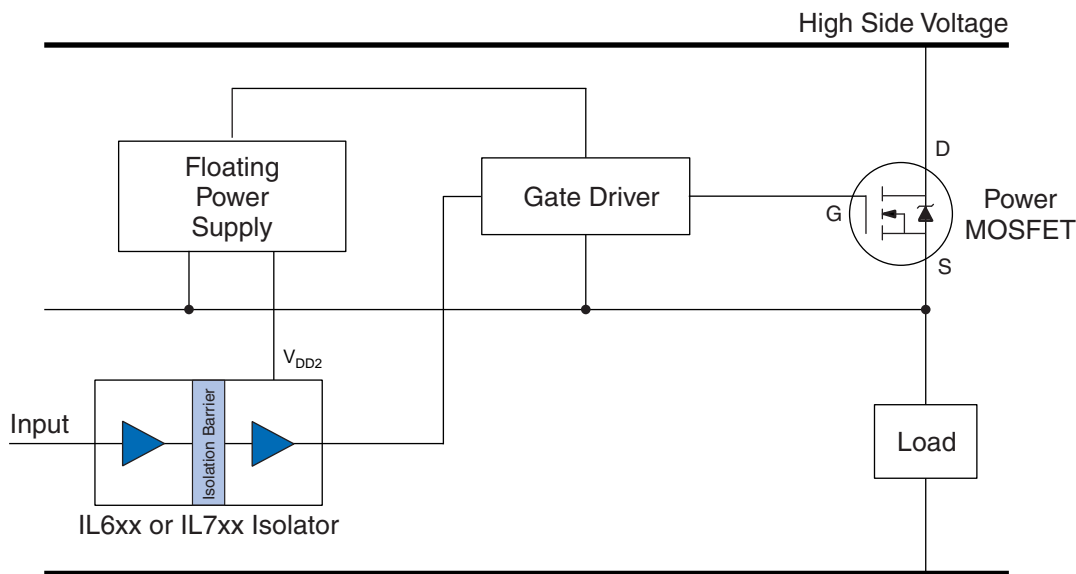 High Side Voltage
Floating
Power
Supply
Gate Driver
D
G
S
Power
MOSFET
VDD2
Input
Isolation Barrier
Load
IL6xx or IL7xx Isolator